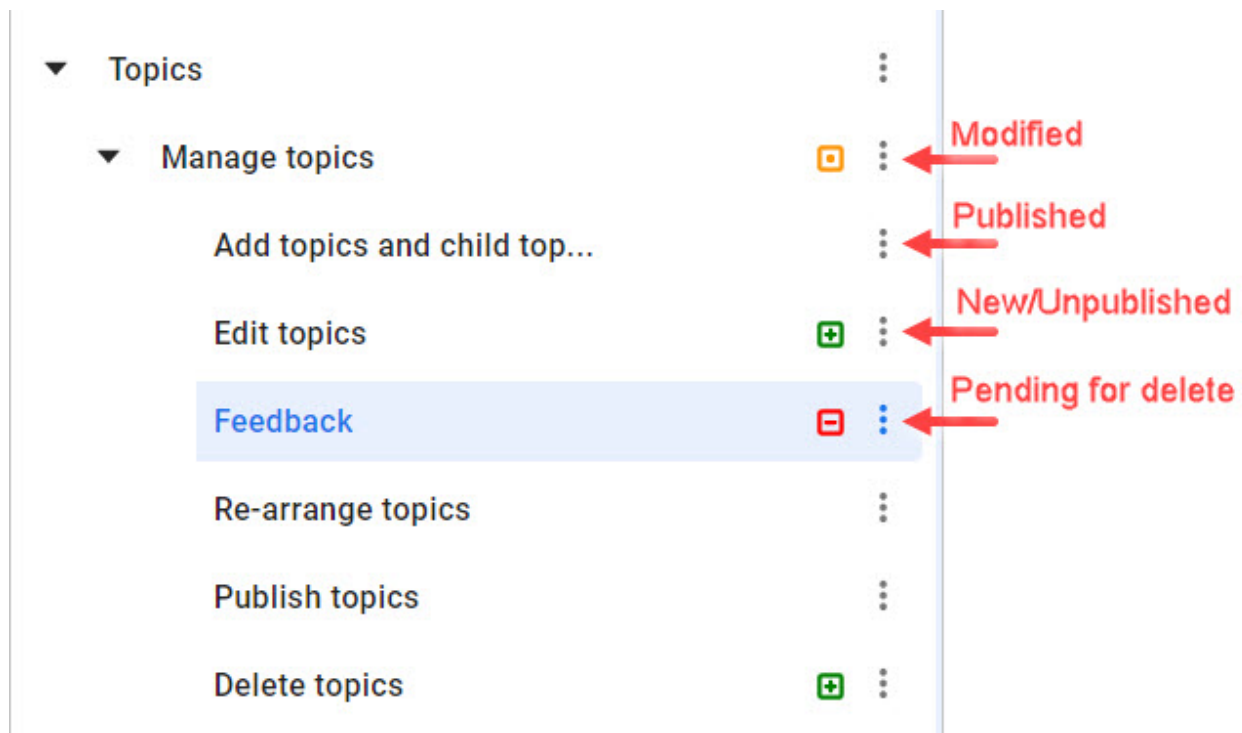 Topics
Manage topics
Modified
Add topics and child top...
Published
Edit topics
New/Unpublished
Feedback
Pending for delete
Re-arrange topics
Publish topics
Delete topics